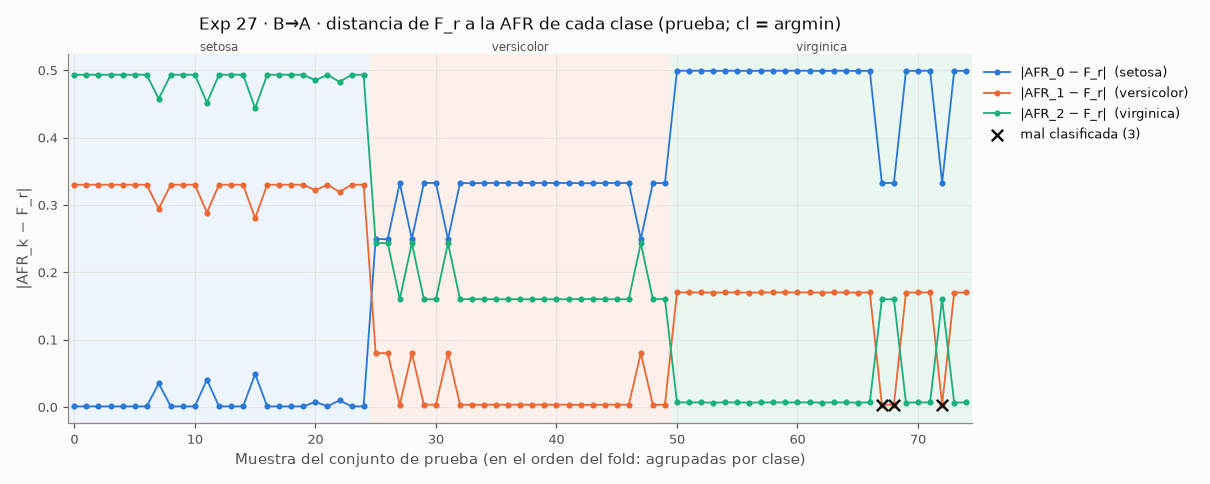 Exp 27 · B→A · distancia de F_r a la AFR de cada clase (prueba; cl = argmin)
setosa
versicolor
virginica
0.5
0.4
0.3
0.2
0.1
0.0
|AFR_k − F_r|
0
10
20
30
40
50
60
70
Muestra del conjunto de prueba (en el orden del fold: agrupadas por clase)
|AFR_0 − F_r| (setosa)
|AFR_1 − F_r| (versicolor)
|AFR_2 − F_r| (virginica)
mal clasificada (3)